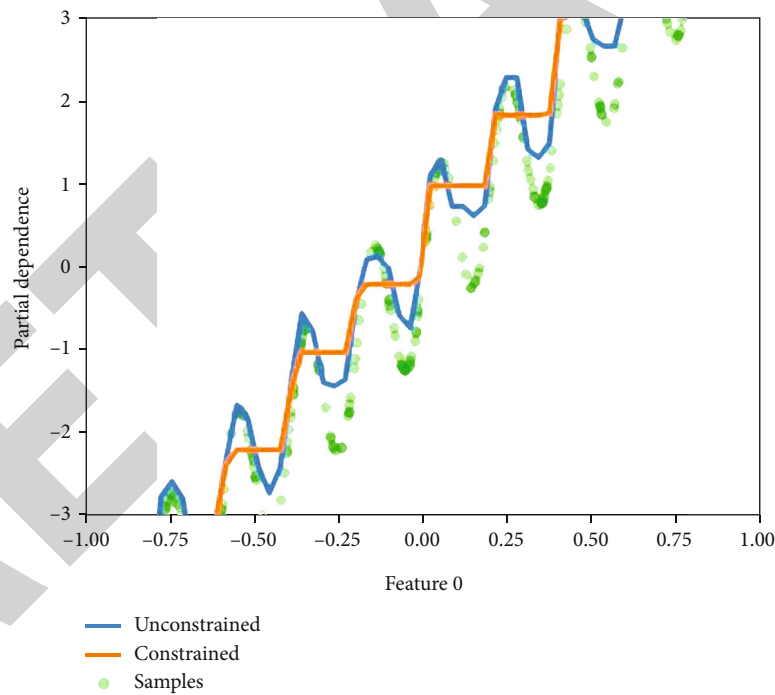 3
2
1
0
–1
–2
–3
Partial dependence
–1.00 –0.75 –0.50 –0.25 0.00 0.25 0.50 0.75 1.00
Feature 0
Unconstrained
Constrained
Samples